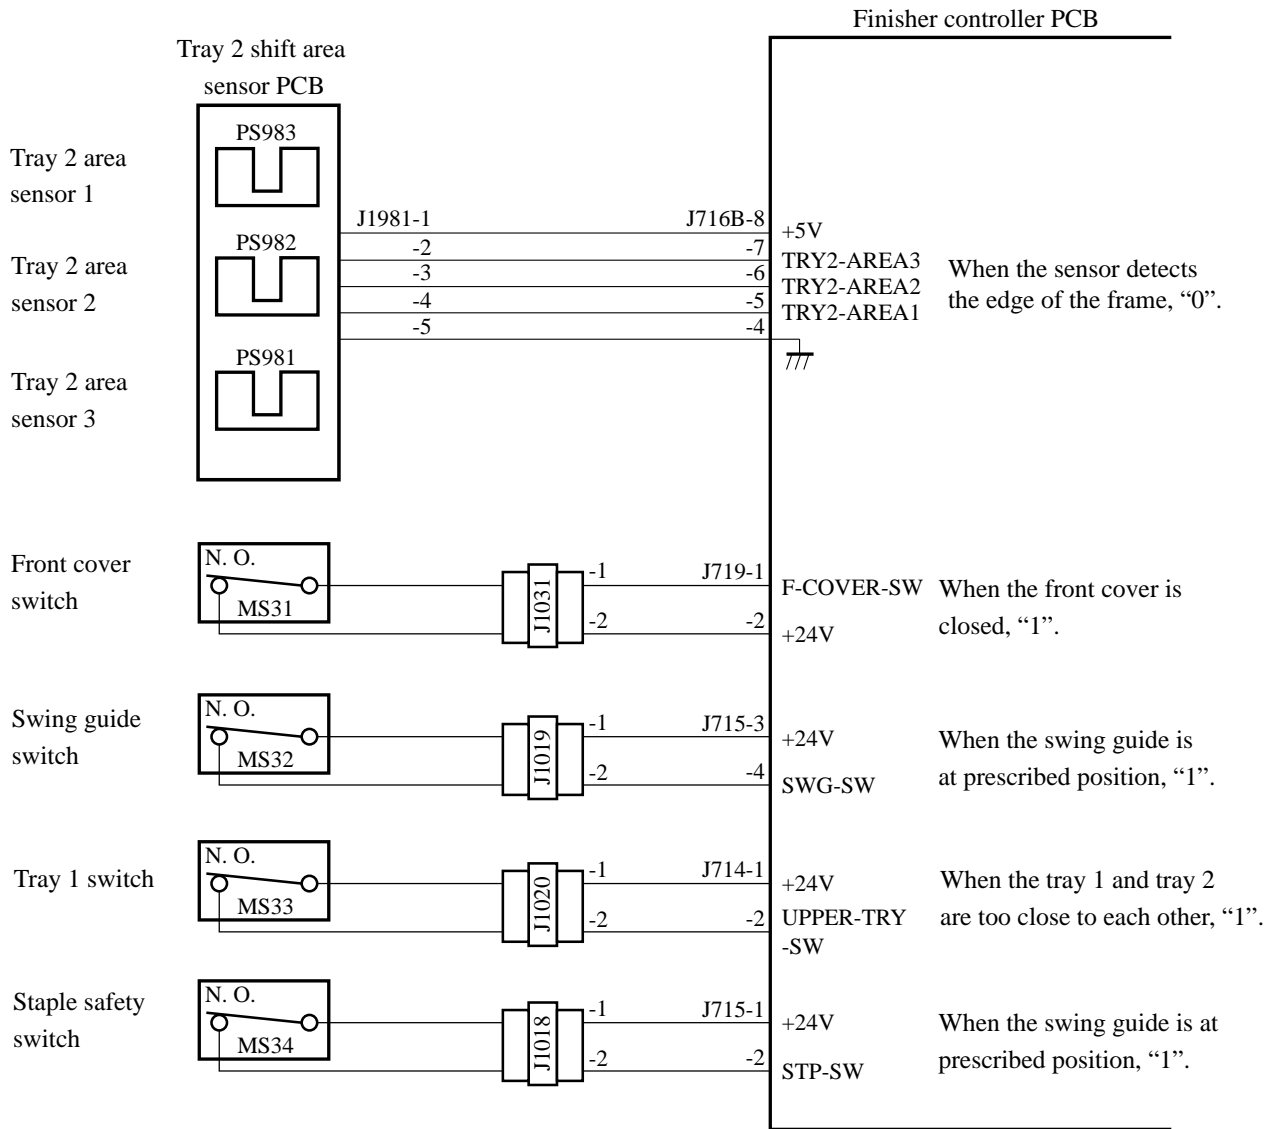 Finisher controller PCB
Tray 2 shift area
sensor PCB
PS983
Tray 2 area
sensor 1
J1981-1
J716B-8
+5V
PS982
-2
-7
TRY2-AREA3
Tray 2 area
sensor 2
-3
-6
TRY2-AREA2
-4
-5
TRY2-AREA1
-5
-4
When the sensor detects
the edge of the frame, “0”.
PS981
Tray 2 area
sensor 3
Front cover
switch
N. O.
MS31
J1031
-1
J719-1
F-COVER-SW
-2
-2
+24V
When the front cover is
closed, “1”.
Swing guide
switch
N. O.
MS32
J1019
-1
J715-3
+24V
-2
-4
SWG-SW
When the swing guide is
at prescribed position, “1”.
Tray 1 switch
N. O.
MS33
J1020
-1
J714-1
+24V
-2
-2
UPPER-TRY
-SW
When the tray 1 and tray 2
are too close to each other, “1”.
Staple safety
switch
N. O.
MS34
J1018
-1
J715-1
+24V
-2
-2
STP-SW
When the swing guide is at
prescribed position, “1”.